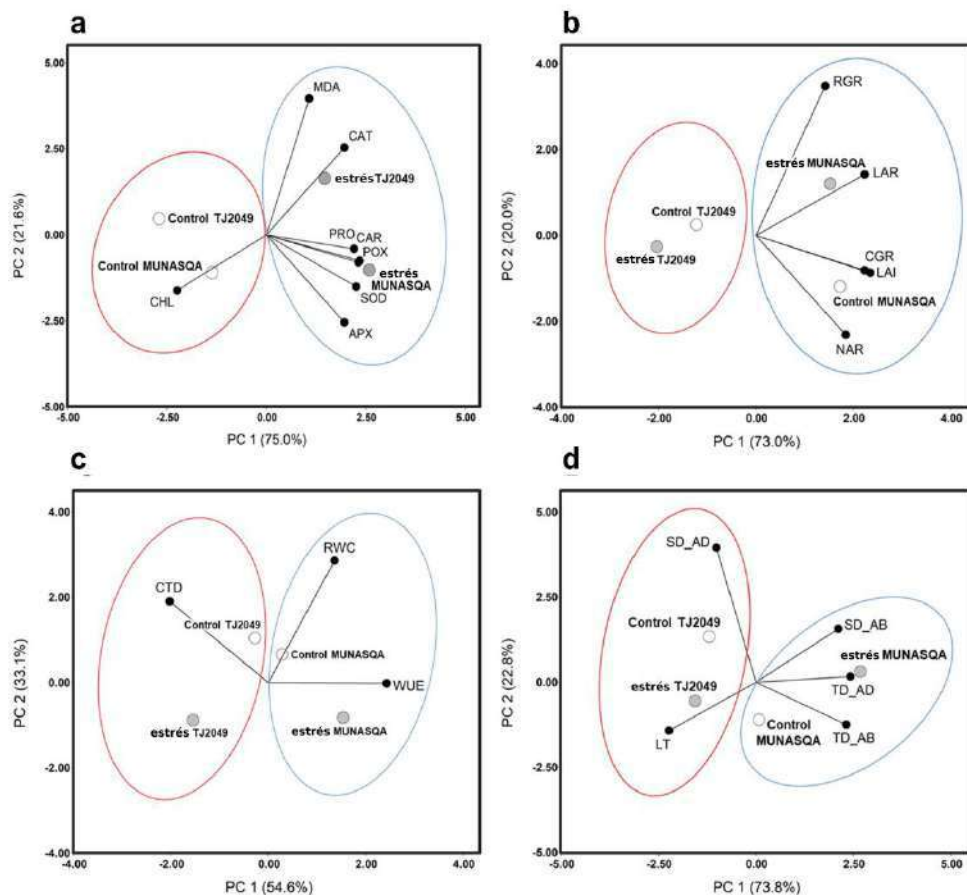 a
5.00
2.50
0.00
-2.50
-5.00
PC 2 (21.6%)
MDA
CAT
estrés TJ2049
Control TJ2049
PRO
CAR
POX
Control MUNASQA
estrés
MUNASQA
CHL
SOD
APX
-5.00
-2.50
0.00
2.50
5.00
PC 1 (75.0%)
b
4.00
2.00
0.00
-2.00
-4.00
PC 2 (20.0%)
RGR
estrés MUNASQA
LAR
Control TJ2049
estrés TJ2049
CGR
LAI
Control MUNASQA
NAR
-4.00
-2.00
0.00
2.00
4.00
PC 1 (73.0%)
c
4.00
2.00
0.00
-2.00
-4.00
PC 2 (33.1%)
RWC
CTD
Control TJ2049
Control MUNASQA
WUE
estrés TJ2049
estrés MUNASQA
-4.00
-2.00
0.00
2.00
4.00
PC 1 (54.6%)
d
5.00
2.50
0.00
-2.50
-5.00
PC 2 (22.8%)
SD_AD
SD_AB
Control TJ2049
estrés MUNASQA
TD_AD
estrés TJ2049
Control
MUNASQA
LT
TD_AB
-5.00
-2.50
0.00
2.50
5.00
PC 1 (73.8%)